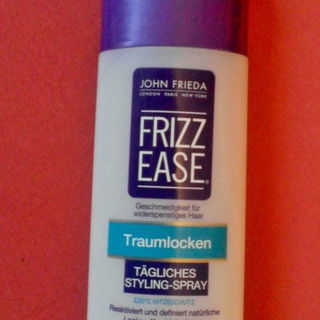 JOHN FRIEDA
LONDON PARIS NEW YORK
FRIZZ
EASE®
Geschmeidigkeit für
widerspenstiges Haar
Traumlocken
TÄGLICHES
STYLING-SPRAY
220°C HITZESCHUTZ
Reaktiviert und definiert natürliche